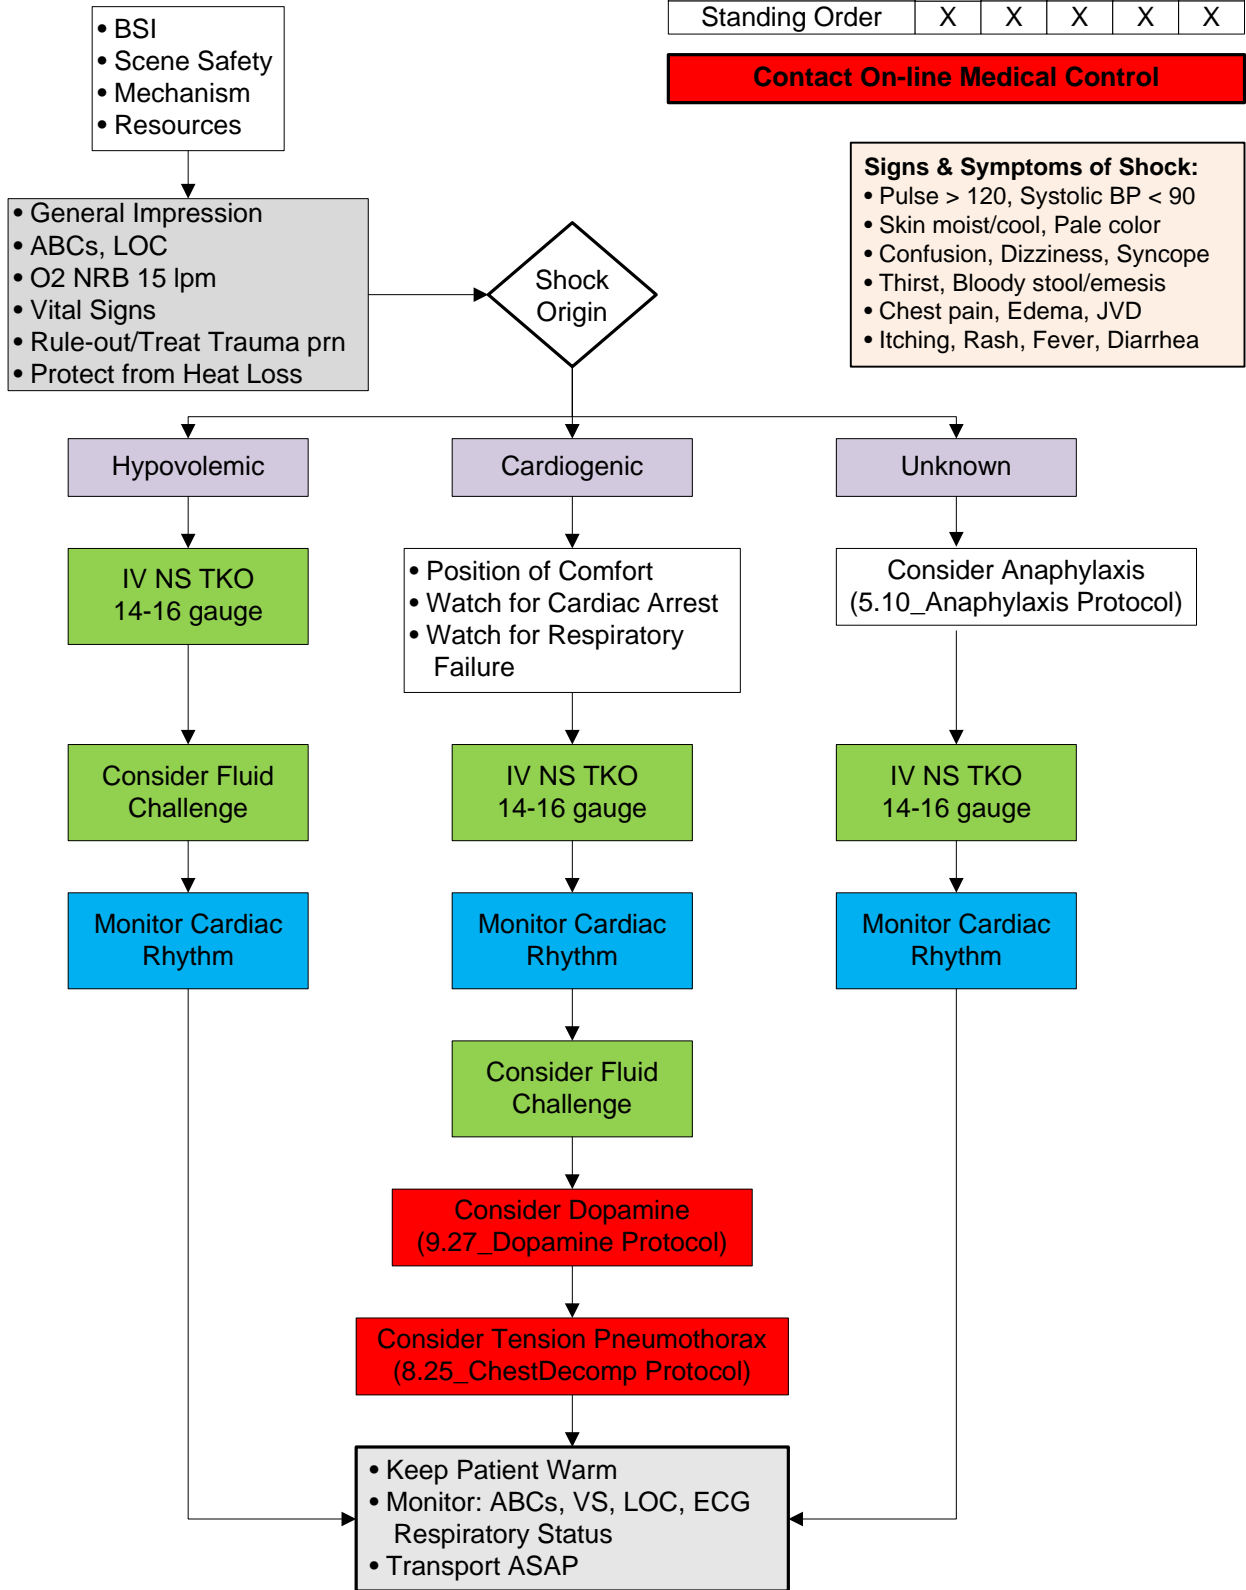 Standing Order X X X X X
Contact On-line Medical Control
• BSI
• Scene Safety
• Mechanism
• Resources
Signs & Symptoms of Shock:
• Pulse > 120, Systolic BP < 90
• Skin moist/cool, Pale color
• Confusion, Dizziness, Syncope
• Thirst, Bloody stool/emesis
• Chest pain, Edema, JVD
• Itching, Rash, Fever, Diarrhea
• General Impression
• ABCs, LOC
• O2 NRB 15 lpm
• Vital Signs
• Rule-out/Treat Trauma prn
• Protect from Heat Loss
Shock
Origin
Hypovolemic
IV NS TKO
14-16 gauge
Consider Fluid
Challenge
Monitor Cardiac
Rhythm
Cardiogenic
• Position of Comfort
• Watch for Cardiac Arrest
• Watch for Respiratory
Failure
IV NS TKO
14-16 gauge
Monitor Cardiac
Rhythm
Consider Fluid
Challenge
Consider Dopamine
(9.27_Dopamine Protocol)
Consider Tension Pneumothorax
(8.25_ChestDecomp Protocol)
Unknown
Consider Anaphylaxis
(5.10_Anaphylaxis Protocol)
IV NS TKO
14-16 gauge
Monitor Cardiac
Rhythm
• Keep Patient Warm
• Monitor: ABCs, VS, LOC, ECG
Respiratory Status
• Transport ASAP